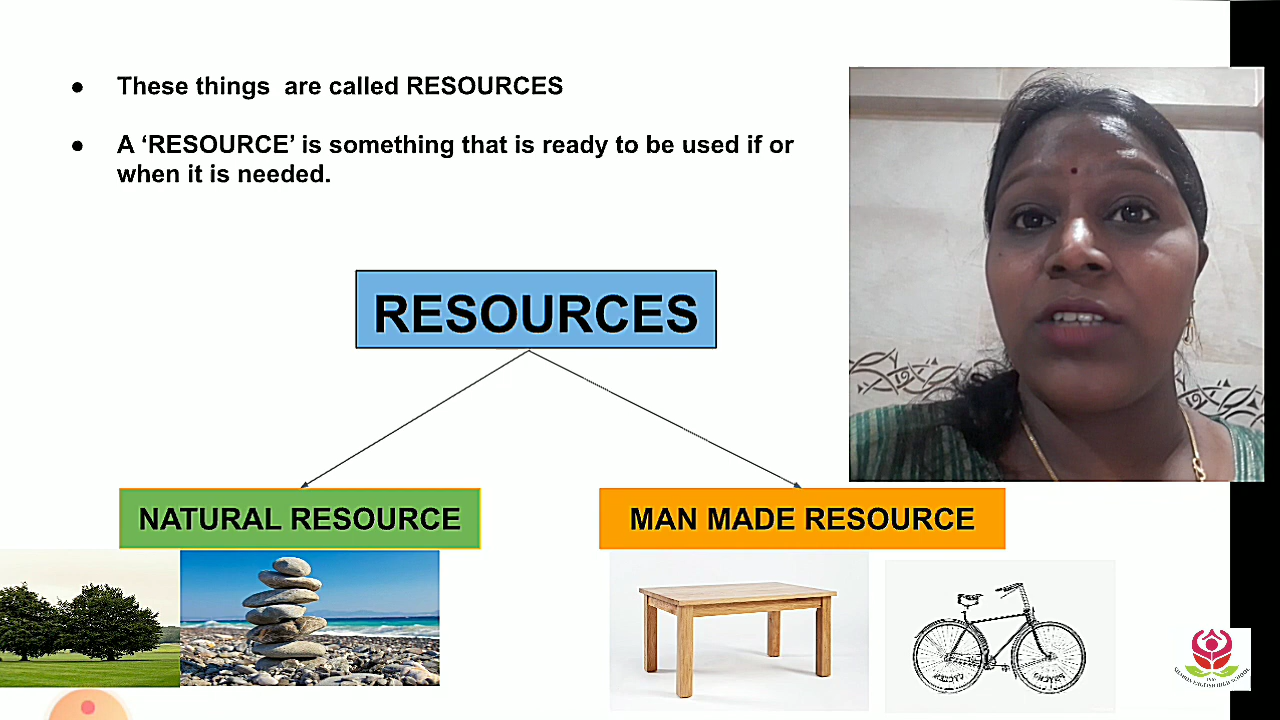 ● These things are called RESOURCES
● A ‘RESOURCE’ is something that is ready to be used if or
when it is needed.
RESOURCES
NATURAL RESOURCE
MAN MADE RESOURCE